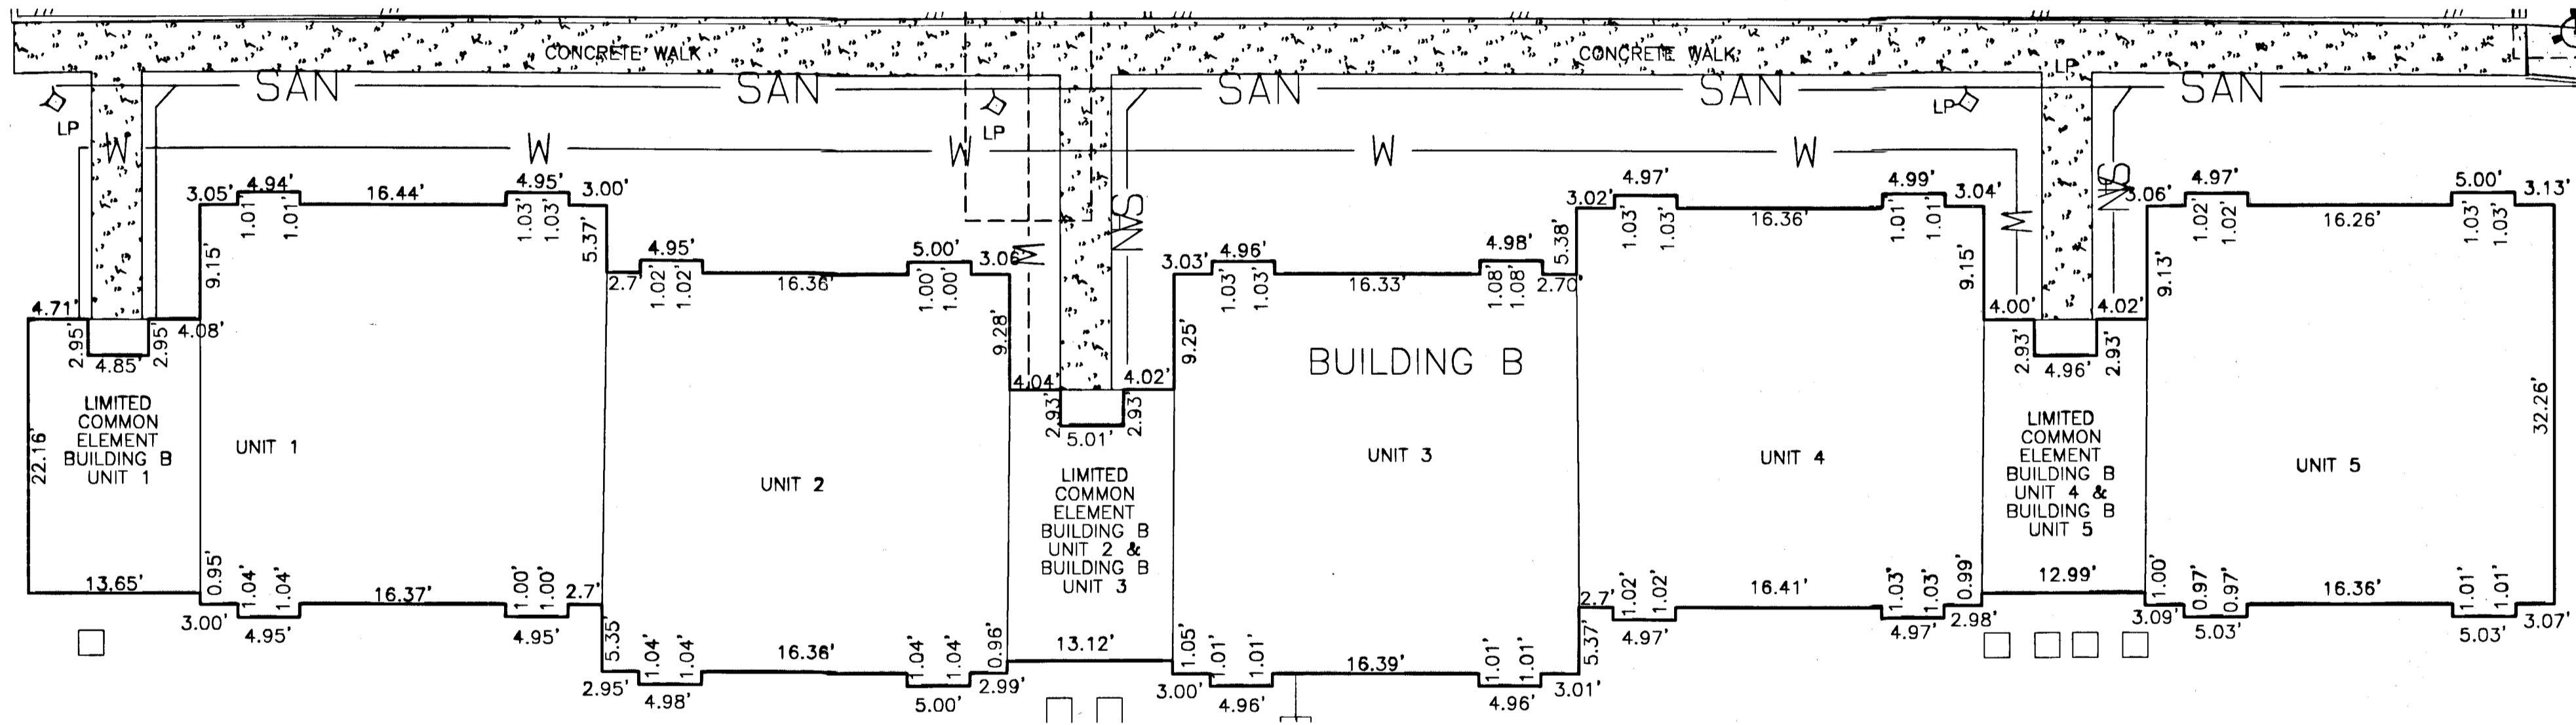 CONCRETE WALK
CONCRETE WALK
LP
SAN
SAN
SAN
SAN
SAN
LP
LP
LP
W
W
W
W
W
3.05'
4.94'
16.44'
4.95'
3.00'
1.01'
1.01'
1.03'
1.03'
5.37'
9.15'
4.95'
5.00'
3.06'
2.7'
1.02'
1.02'
16.36'
1.00'
1.00'
W
SAN
3.03'
4.96'
4.98'
1.03'
1.03'
16.33'
1.08'
1.08'
2.70'
5.38'
3.02'
4.97'
16.36'
4.99'
3.04'
1.03'
1.03'
1.01'
1.01'
9.15'
W
SAN
3.06'
4.97'
16.26'
5.00'
3.13'
1.02'
1.02'
1.03'
1.03'
9.13'
4.71'
4.08'
2.95'
2.95'
4.85'
9.28'
4.04'
4.02'
9.25'
2.93'
2.93'
5.01'
4.00'
4.02'
2.93'
2.93'
4.96'
BUILDING B
22.16'
32.26'
LIMITED
COMMON
ELEMENT
BUILDING B
UNIT 1
UNIT 1
UNIT 2
LIMITED
COMMON
ELEMENT
BUILDING B
UNIT 2 &
BUILDING B
UNIT 3
UNIT 3
UNIT 4
LIMITED
COMMON
ELEMENT
BUILDING B
UNIT 4 &
BUILDING B
UNIT 5
UNIT 5
13.65'
0.95'
1.04'
1.04'
16.37'
1.00'
1.00'
2.7'
3.00'
4.95'
4.95'
5.35'
1.04'
1.04'
16.36'
1.04'
1.04'
0.96'
2.95'
4.98'
5.00'
2.99'
13.12'
1.05'
1.01'
1.01'
16.39'
1.01'
1.01'
3.00'
4.96'
4.96'
3.01'
5.37'
2.7'
1.02'
1.02'
16.41'
1.03'
1.03'
0.99'
4.97'
4.97'
2.98'
12.99'
1.00'
0.97'
0.97'
16.36'
1.01'
1.01'
3.09'
5.03'
5.03'
3.07'